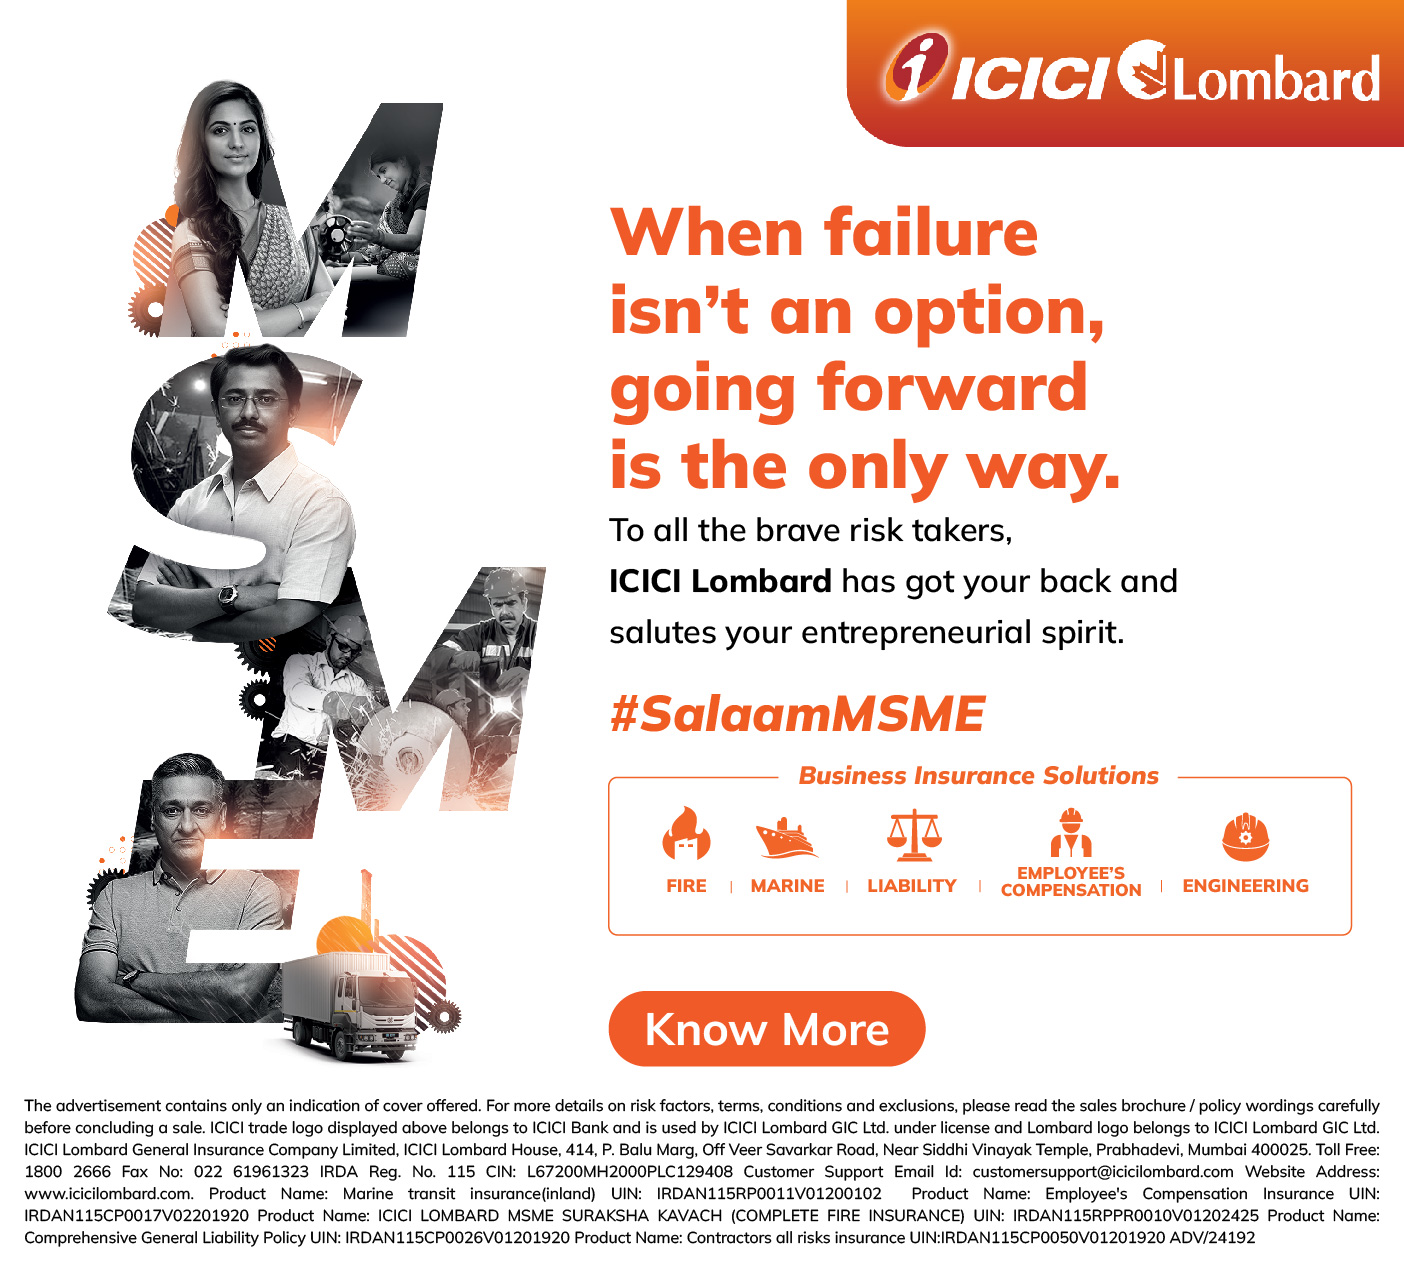 ICICI Lombard
MSME
When failure
isn't an option,
going forward
is the only way.
To all the brave risk takers,
ICICI Lombard has got your back and
salutes your entrepreneurial spirit.
#SalaamMSME
Business Insurance Solutions
FIRE | MARINE | LIABILITY | EMPLOYEE'S COMPENSATION | ENGINEERING
Know More
The advertisement contains only an indication of cover offered. For more details on risk factors, terms, conditions and exclusions, please read the sales brochure / policy wordings carefully
before concluding a sale. ICICI trade logo displayed above belongs to ICICI Bank and is used by ICICI Lombard GIC Ltd. under license and Lombard logo belongs to ICICI Lombard GIC Ltd.
ICICI Lombard General Insurance Company Limited, ICICI Lombard House, 414, P. Balu Marg, Off Veer Savarkar Road, Near Siddhi Vinayak Temple, Prabhadevi, Mumbai 400025. Toll Free:
1800 2666 Fax No: 022 61961323 IRDA Reg. No. 115 CIN: L67200MH2000PLC129408 Customer Support Email Id: customersupport@icicilombard.com Website Address:
www.icicilombard.com. Product Name: Marine transit insurance(inland) UIN: IRDAN115RP0011V01200102 Product Name: Employee's Compensation Insurance UIN:
IRDAN115CP0017V02201920 Product Name: ICICI LOMBARD MSME SURAKSHA KAVACH (COMPLETE FIRE INSURANCE) UIN: IRDAN115RPPR0010V01202425 Product Name:
Comprehensive General Liability Policy UIN: IRDAN115CP0026V01201920 Product Name: Contractors all risks insurance UIN:IRDAN115CP0050V01201920 ADV/24192